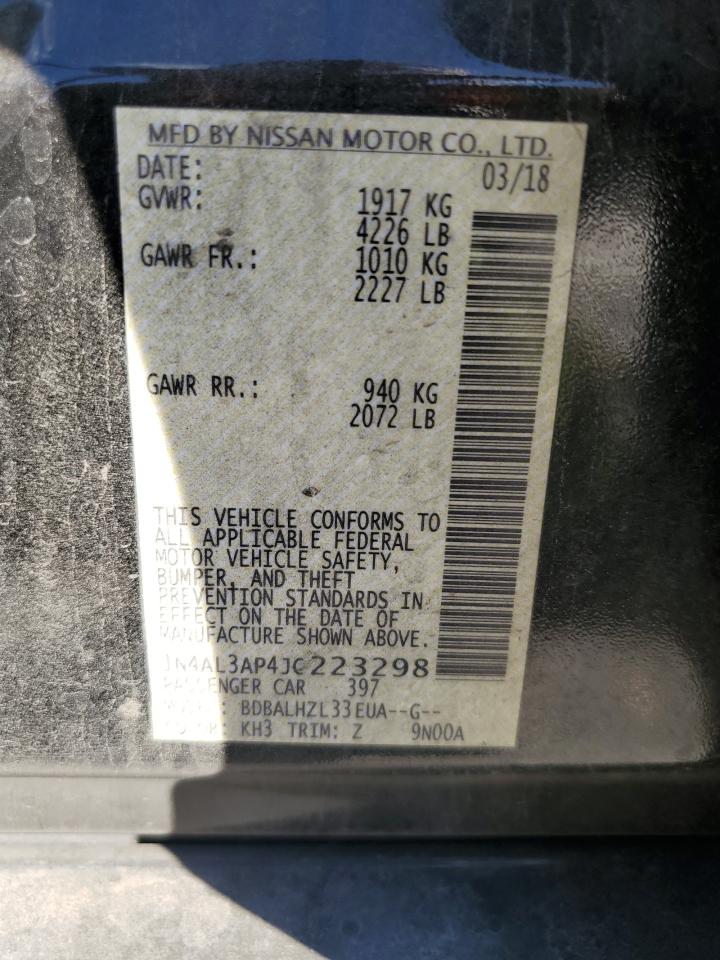 MFD BY NISSAN MOTOR CO., LTD.
DATE: 03/18
GVWR: 1917 KG
4226 LB
GAWR FR.: 1010 KG
2227 LB
GAWR RR.: 940 KG
2072 LB
THIS VEHICLE CONFORMS TO
ALL APPLICABLE FEDERAL
MOTOR VEHICLE SAFETY,
BUMPER, AND THEFT
PREVENTION STANDARDS IN
EFFECT ON THE DATE OF
MANUFACTURE SHOWN ABOVE.
1N4AL3AP4JC223298
PASSENGER CAR 397
MODEL: BDBALHZL33EUA--G--
COLOR: KH3 TRIM: Z 9N00A